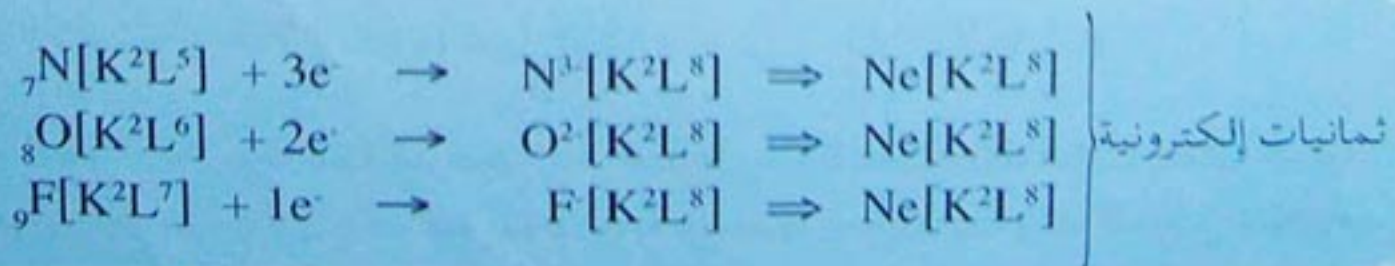 ₇N[K²L⁵] + 3e⁻ → N³⁻[K²L⁸] ⇒ Ne[K²L⁸]
₈O[K²L⁶] + 2e⁻ → O²⁻[K²L⁸] ⇒ Ne[K²L⁸] ثمانيات إلكترونية
₉F[K²L⁷] + 1e⁻ → F⁻[K²L⁸] ⇒ Ne[K²L⁸]